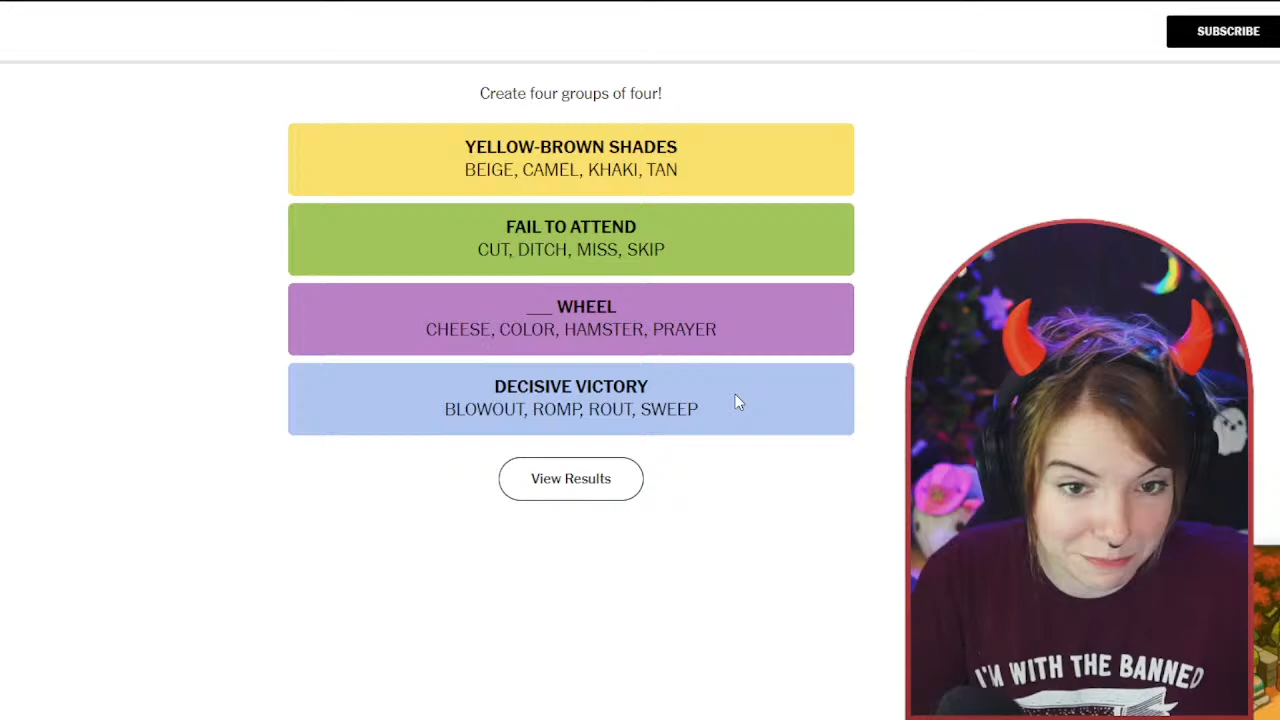 SUBSCRIBE
Create four groups of four!
YELLOW-BROWN SHADES
BEIGE, CAMEL, KHAKI, TAN
FAIL TO ATTEND
CUT, DITCH, MISS, SKIP
___ WHEEL
CHEESE, COLOR, HAMSTER, PRAYER
DECISIVE VICTORY
BLOWOUT, ROMP, ROUT, SWEEP
View Results
I'M WITH THE BANNED